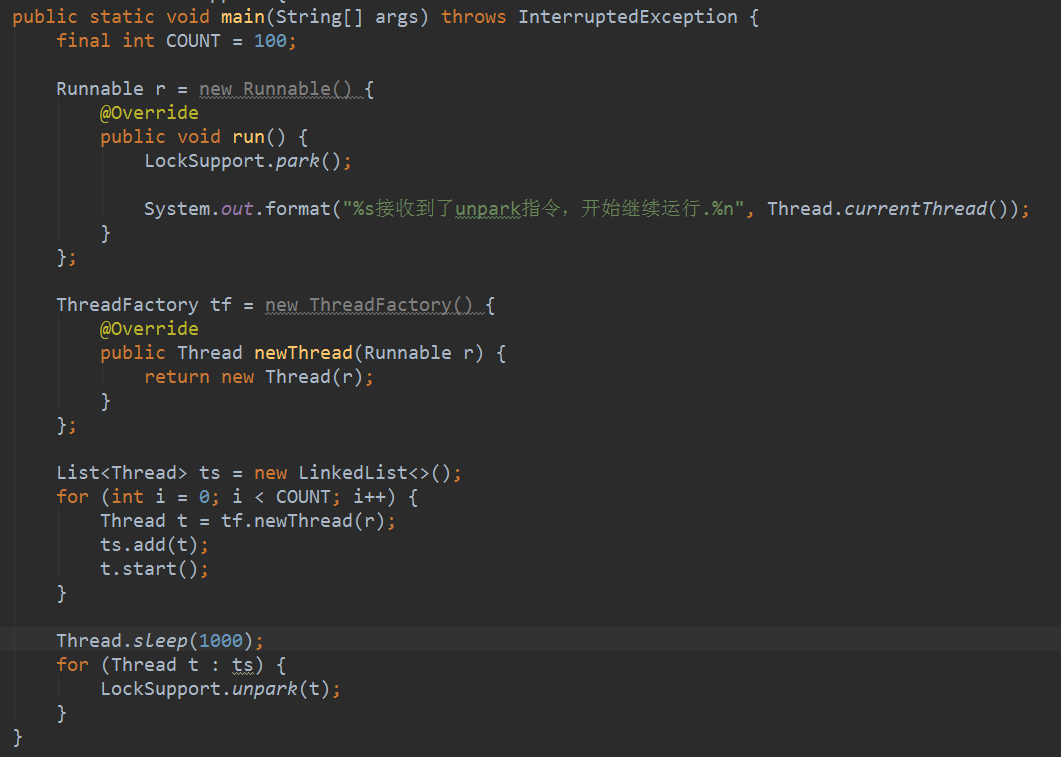 public static void main(String[] args) throws InterruptedException {
    final int COUNT = 100;
    Runnable r = new Runnable() {
        @Override
        public void run() {
            LockSupport.park();
            System.out.format("%s接收到了unpark指令，开始继续运行.%n", Thread.currentThread());
        }
    };
    ThreadFactory tf = new ThreadFactory() {
        @Override
        public Thread newThread(Runnable r) {
            return new Thread(r);
        }
    };
    List<Thread> ts = new LinkedList<>();
    for (int i = 0; i < COUNT; i++) {
        Thread t = tf.newThread(r);
        ts.add(t);
        t.start();
    }
    Thread.sleep(1000);
    for (Thread t : ts) {
        LockSupport.unpark(t);
    }
}